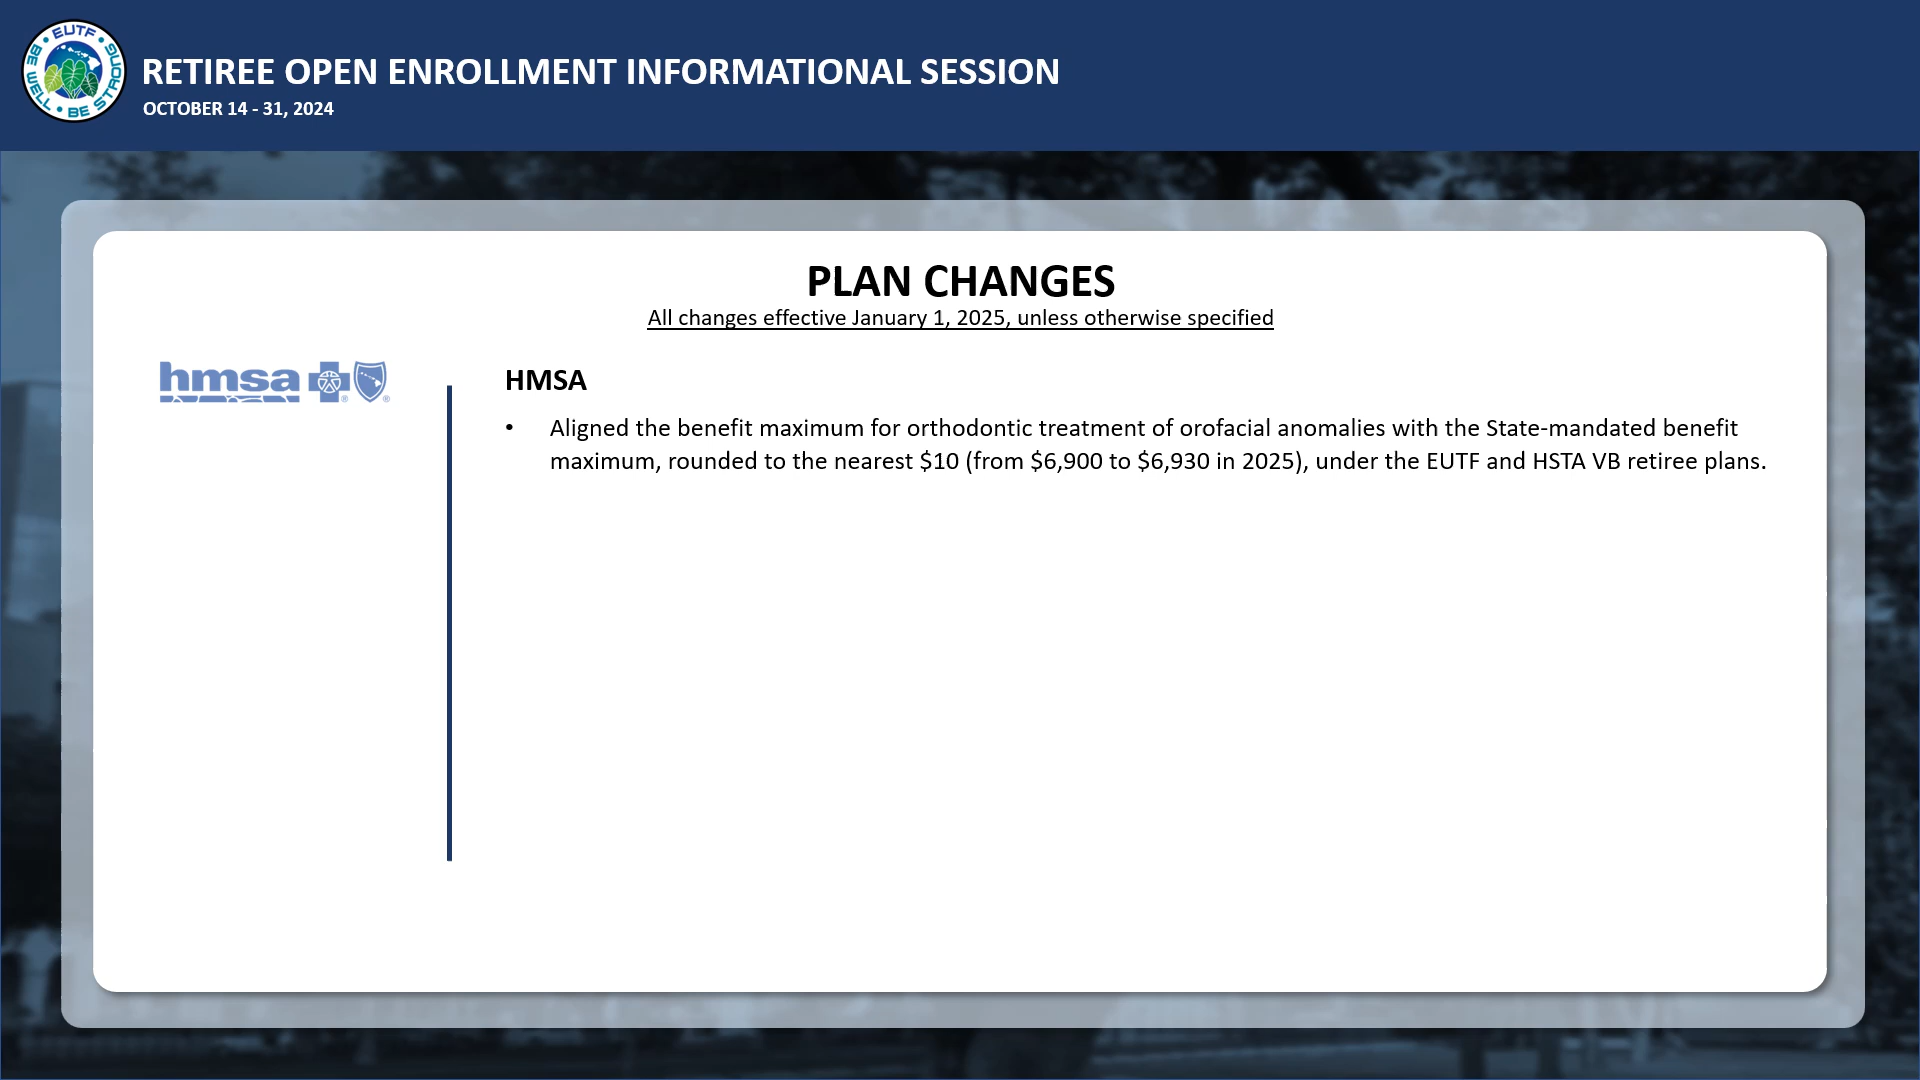 EUTF
BE WELL • BE STRONG
RETIREE OPEN ENROLLMENT INFORMATIONAL SESSION
OCTOBER 14 - 31, 2024
PLAN CHANGES
All changes effective January 1, 2025, unless otherwise specified
hmsa
HMSA
• Aligned the benefit maximum for orthodontic treatment of orofacial anomalies with the State-mandated benefit
maximum, rounded to the nearest $10 (from $6,900 to $6,930 in 2025), under the EUTF and HSTA VB retiree plans.